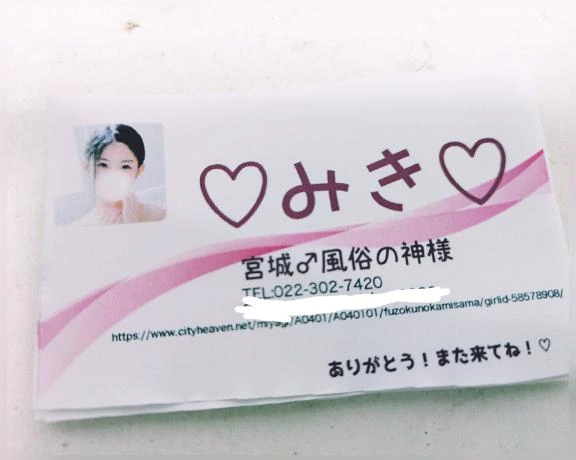 ♡みき♡
宮城♂風俗の神様
TEL:022-302-7420
https://www.cityheaven.net/miyagi/A0401/A040101/fuzokunokamisama/girlid-58578908/
ありがとう！また来てね！♡